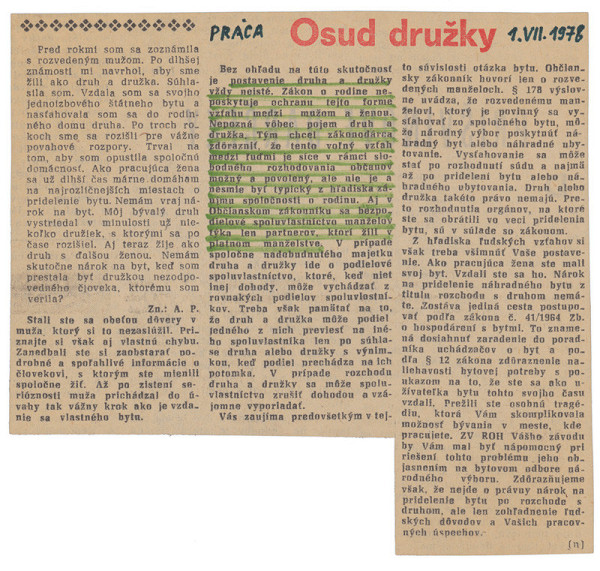 PRÁCA
Osud družky
1.VII.1978
Pred rokmi som sa zoznámila
s rozvedeným mužom. Po dlhšej
známosti mi navrhol, aby sme
žili ako druh a družka. Súhla-
sila som. Vzdala som sa svojho
jednoizbového štátneho bytu a
nasťahovala som sa do rodin-
ného domu druha. Po troch ro-
koch sme sa rozišli pre vážne
povahové rozpory. Trval na
tom, aby som opustila spoločnú
domácnosť. Ako pracujúca žena
sa už dlhší čas márne domáham
na najrozličnejších miestach o
pridelenie bytu. Nemám vraj ná-
rok na byt. Môj bývalý druh
vystriedal v minulosti už nie-
koľko družiek, s ktorými sa po
čase rozišiel. Aj teraz žije ako
druh s ďalšou ženou. Nemám
skutočne nárok na byt, keď som
prestala byť družkou nezodpo-
vedného človeka, ktorému som
verila?
Zn.: A. P.
Stali ste sa obeťou dôvery v
muža, ktorý si to nezaslúžil. Pri-
znajte si však aj vlastnú chybu.
Zanedbali ste si zaobstarať po-
drobné a spoľahlivé informácie o
človekovi, s ktorým ste mienili
spoločne žiť. Až po zistení se-
rióznosti muža prichádzal do ú-
vahy tak vážny krok ako je vzda-
nie sa vlastného bytu.
Bez ohľadu na túto skutočnosť
je postavenie druha a družky
vždy neisté. Zákon o rodine ne-
poskytuje ochranu tejto forme
vzťahu medzi mužom a ženou.
Nepozná vôbec pojem druh a
družka. Tým chcel zákonodarca
zdôrazniť, že tento voľný vzťah
medzi ľuďmi je síce v rámci slo-
bodného rozhodovania občanov
možný a povolený, ale nie je a
nesmie byť typický z hľadiska zá-
ujmu spoločnosti o rodinu. Aj v
Občianskom zákonníku sa bezpo-
dielové spoluvlastníctvo manželov
týka len partnerov, ktorí žili v
platnom manželstve. V prípade
spoločne nadobudnutého majetku
druha a družky ide o podielové
spoluvlastníctvo, ktoré, keď niet
inej dohody, môže vychádzať z
rovnakých podielov spoluvlastní-
kov. Treba však pamätať na to,
že druh a družka môže podiel
jedného z nich previesť na iné-
ho spoluvlastníka len po súhla-
se druha alebo družky s výnim-
kou, keď podiel prechádza na ich
potomka. V prípade rozchodu
druha a družky sa môže spolu-
vlastníctvo zrušiť dohodou a vzá-
jomne vyporiadať.
Vás zaujíma predovšetkým v tej-
to súvislosti otázka bytu. Občian-
sky zákonník hovorí len o rozve-
dených manželoch. § 178 výslov-
ne uvádza, že rozvedenému man-
želovi, ktorý je povinný sa vy-
sťahovať zo spoločného bytu, mô-
že národný výbor poskytnúť ná-
hradný byt alebo náhradné uby-
tovanie. Vysťahovanie sa môže
stať po rozhodnutí súdu a najmä
až po pridelení bytu alebo ná-
hradného obytovania. Druh alebo
družka takéto právo nemajú. Pre-
to rozhodnutia orgánov, na ktoré
ste sa obrátili vo veci pridelenia
bytu, sú v súlade so zákonom.
Z hľadiska ľudských vzťahov si
však treba všimnúť Vaše postave-
nie. Ako pracujúca žena ste mali
svoj byt. Vzdali ste sa ho. Nárok
na pridelenie náhradného bytu z
titulu rozchodu s druhom nemá-
te. Zostáva jediná cesta postupo-
vať podľa zákona č. 41/1964 Zb.
o hospodárení s bytmi. To zname-
ná dosiahnuť zaradenie do poradí-
ka uchádzačov o byt a po-
dľa § 12 zákona zdôraznenie na-
liehavosti bytovej potreby s po-
ukazom na to, že ste sa ako u-
žívateľka bytu tohto svojho času
vzdali. Prežili ste osobnú tragé-
diu, ktorá Vám skomplikovala
možnosť bývania v meste, kde
pracujete. ZV ROH Vášho závodu
by Vám mal byť nápomocný pri
riešení tohto problému jeho ob-
jasnením na bytovom odbore ná-
rodného výboru. Zdôrazňujeme
však, že nejde o právny nárok na
pridelenie bytu po rozchode s
druhom, ale len zohľadnenie ľud-
ských dôvodov a Vašich pracov-
ných úspechov.